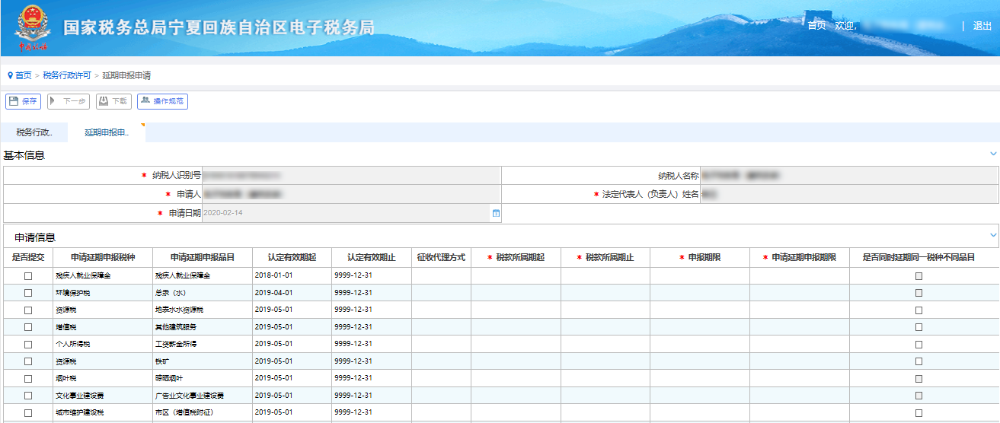 国家税务总局宁夏回族自治区电子税务局
中国税务
首页 欢迎, | 退出
首页 > 税务行政许可 > 延期申报申请
保存 下一步 下载 操作规范
税务行政.. 延期申报申..
基本信息
* 纳税人识别号 纳税人名称
* 申请人 * 法定代表人（负责人）姓名
* 申请日期 2020-02-14
申请信息
是否提交 申请延期申报税种 申请延期申报品目 认定有效期起 认定有效期止 征收代理方式 * 税款所属期起 * 税款所属期止 * 申报期限 * 申请延期申报期限 是否同时延期同一税种不同品目
残疾人就业保障金 残疾人就业保障金 2018-01-01 9999-12-31
环境保护税 总汞（水） 2019-04-01 9999-12-31
资源税 地表水水资源税 2019-05-01 9999-12-31
增值税 其他建筑服务 2019-05-01 9999-12-31
个人所得税 工资薪金所得 2019-05-01 9999-12-31
资源税 铁矿 2019-05-01 9999-12-31
烟叶税 晾晒烟叶 2019-05-01 9999-12-31
文化事业建设费 广告业文化事业建设费 2019-05-01 9999-12-31
城市维护建设税 市区（增值税附征） 2019-05-01 9999-12-31